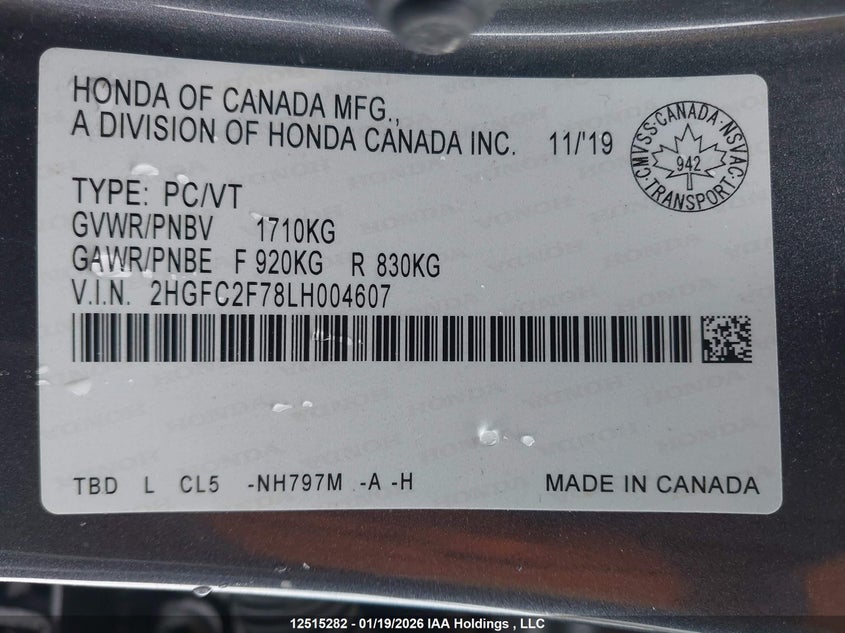 HONDA OF CANADA MFG.,
A DIVISION OF HONDA CANADA INC. 11/'19
CMVSS·CANADA·NSVAC·TRANSPORT·
942
TYPE: PC/VT
GVWR/PNBV 1710KG
GAWR/PNBE F 920KG R 830KG
V.I.N. 2HGFC2F78LH004607
TBD L CL5 -NH797M -A -H MADE IN CANADA
12515282 - 01/19/2026 IAA Holdings , LLC